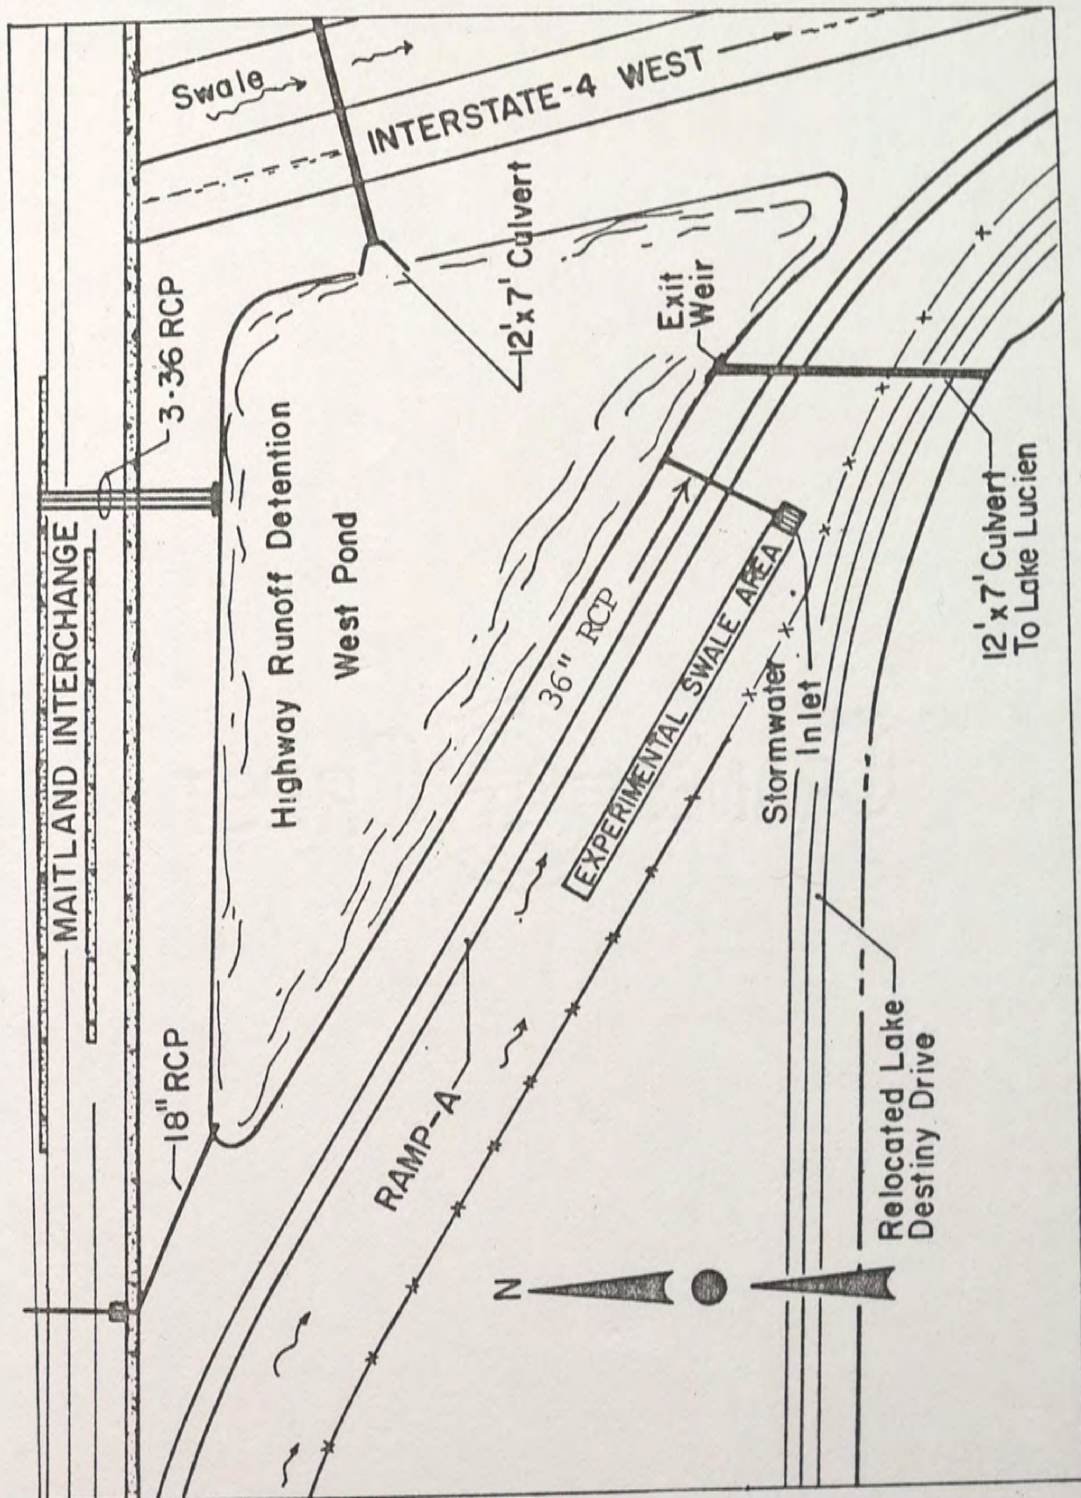 MAITLAND INTERCHANGE
18" RCP
3-36 RCP
Swale
INTERSTATE-4 WEST
Highway Runoff Detention
West Pond
12'x7' Culvert
Exit
Weir
36" RCP
RAMP-A
EXPERIMENTAL SWALE AREA
Stormwater
Inlet
N
Relocated Lake
Destiny Drive
12'x7' Culvert
To Lake Lucien